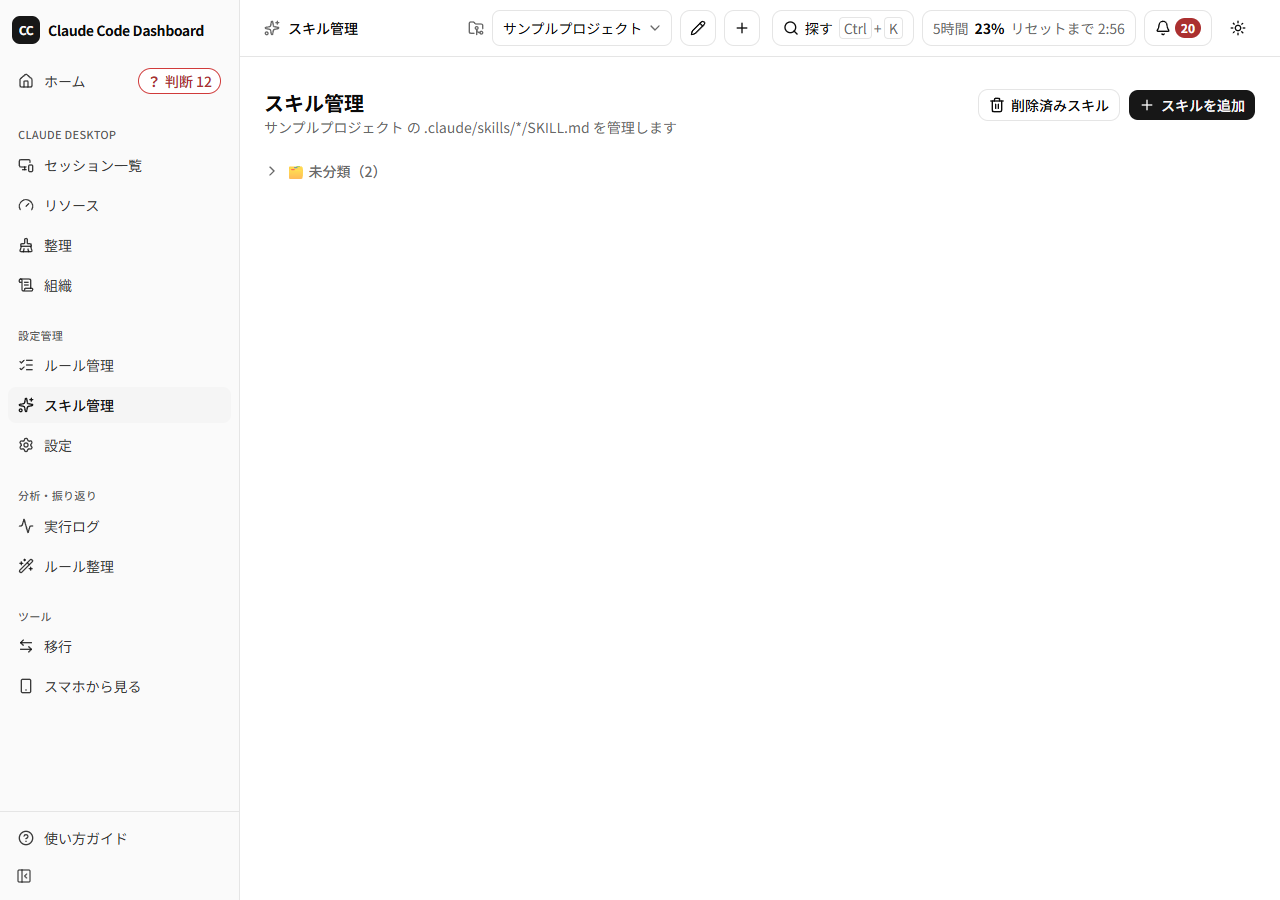 CC Claude Code Dashboard
ホーム
? 判断 12
CLAUDE DESKTOP
セッション一覧
リソース
整理
組織
設定管理
ルール管理
スキル管理
設定
分析・振り返り
実行ログ
ルール整理
ツール
移行
スマホから見る
使い方ガイド
スキル管理
サンプルプロジェクト
探す Ctrl + K
5時間 23% リセットまで 2:56
20
スキル管理
サンプルプロジェクト の .claude/skills/*/SKILL.md を管理します
削除済みスキル
スキルを追加
未分類（2）